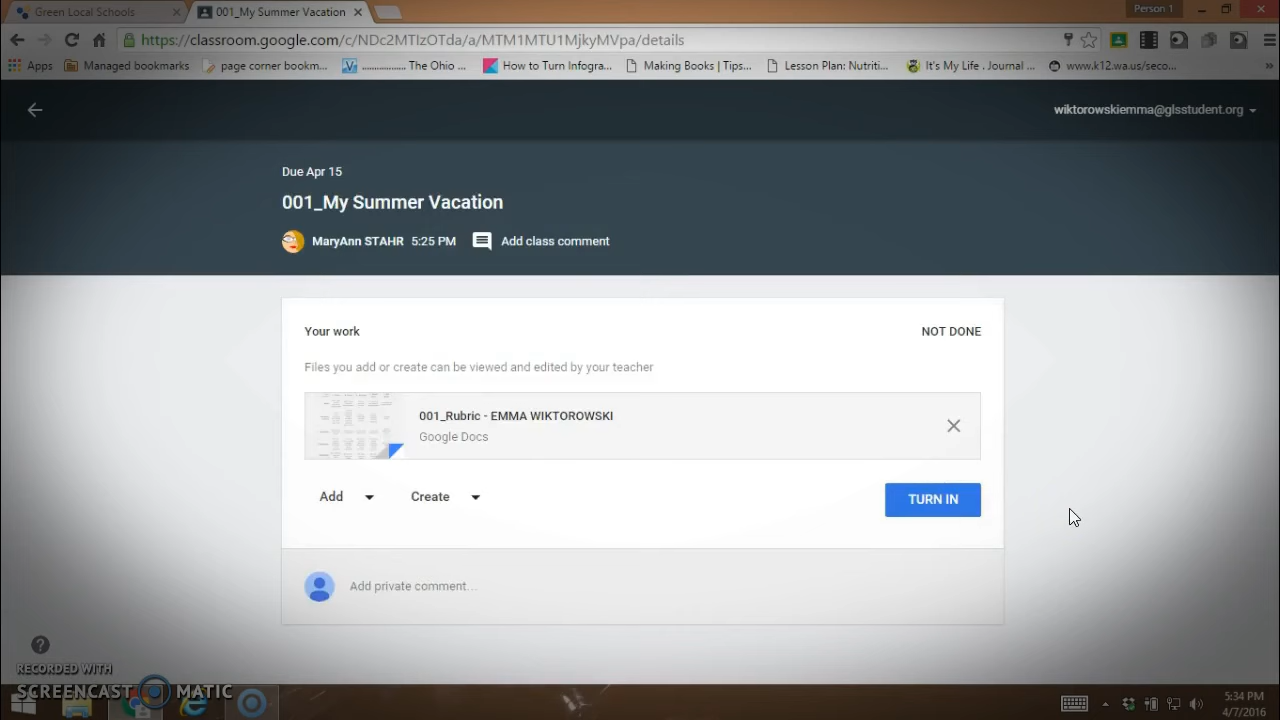 Green Local Schools
001_My Summer Vacation
Person 1
https://classroom.google.com/c/NDc2MTIzOTda/a/MTM1MTU1MjkyMVpa/details
Apps
Managed bookmarks
page corner bookm...
.................. The Ohio ...
How to Turn Infogra...
Making Books | Tips...
Lesson Plan: Nutriti...
It's My Life . Journal ...
www.k12.wa.us/seco...
wiktorowskiemma@glsstudent.org
Due Apr 15
001_My Summer Vacation
MaryAnn STAHR 5:25 PM Add class comment
Your work
NOT DONE
Files you add or create can be viewed and edited by your teacher
001_Rubric - EMMA WIKTOROWSKI
Google Docs
Add
Create
TURN IN
Add private comment...
RECORDED WITH
SCREENCAST MATIC
5:34 PM
4/7/2016